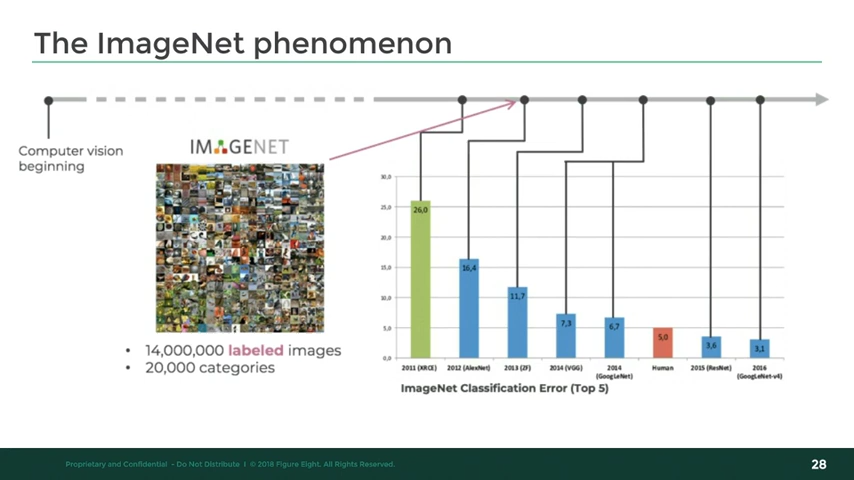 The ImageNet phenomenon
Computer vision
beginning
IMAGENET
14,000,000 labeled images
20,000 categories
30,0
25,0
20,0
15,0
10,0
5,0
0,0
26,0
16,4
11,7
7,3
6,7
5,0
3,6
3,1
2011 (XRCE)
2012 (AlexNet)
2013 (ZF)
2014 (VGG)
2014
(GoogLeNet)
Human
2015 (ResNet)
2016
(GoogLeNet-v4)
ImageNet Classification Error (Top 5)
Proprietary and Confidential - Do Not Distribute | © 2018 Figure Eight. All Rights Reserved.
28